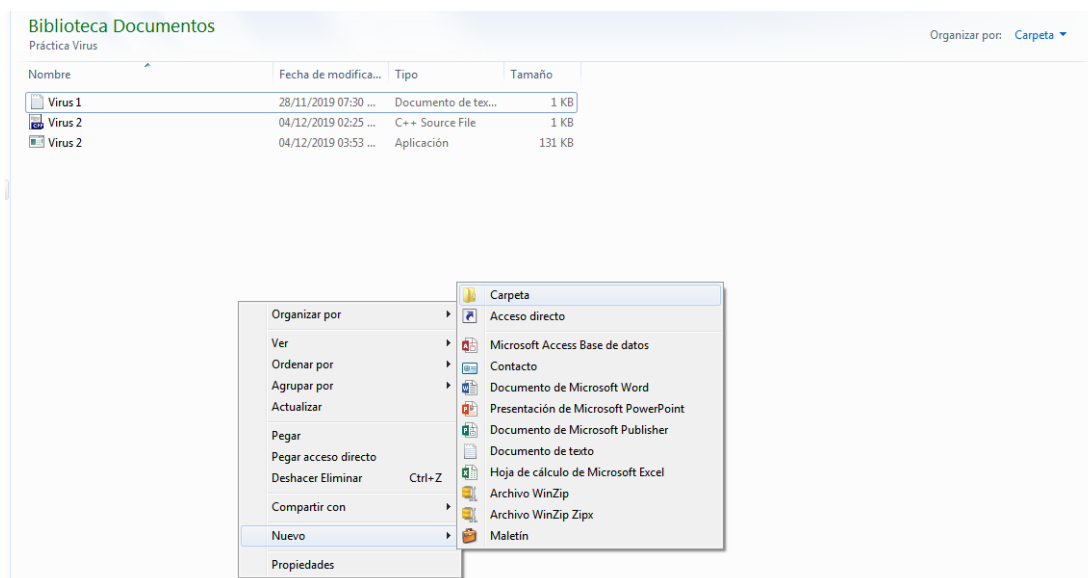 Biblioteca Documentos
Práctica Virus
Organizar por: Carpeta
Nombre Fecha de modifica... Tipo Tamaño
Virus 1 28/11/2019 07:30 ... Documento de tex... 1 KB
Virus 2 04/12/2019 02:25 ... C++ Source File 1 KB
Virus 2 04/12/2019 03:53 ... Aplicación 131 KB
Organizar por
Ver
Ordenar por
Agrupar por
Actualizar
Pegar
Pegar acceso directo
Deshacer Eliminar Ctrl+Z
Compartir con
Nuevo
Propiedades
Carpeta
Acceso directo
Microsoft Access Base de datos
Contacto
Documento de Microsoft Word
Presentación de Microsoft PowerPoint
Documento de Microsoft Publisher
Documento de texto
Hoja de cálculo de Microsoft Excel
Archivo WinZip
Archivo WinZip Zipx
Maletín